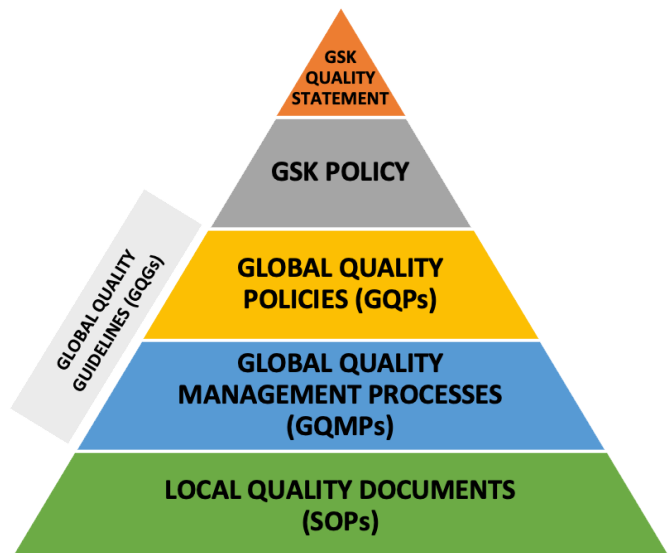 GSK
QUALITY
STATEMENT
GSK POLICY
GLOBAL QUALITY
GUIDELINES (GQGs)
GLOBAL QUALITY
POLICIES (GQPs)
GLOBAL QUALITY
MANAGEMENT PROCESSES
(GQMPs)
LOCAL QUALITY DOCUMENTS
(SOPs)